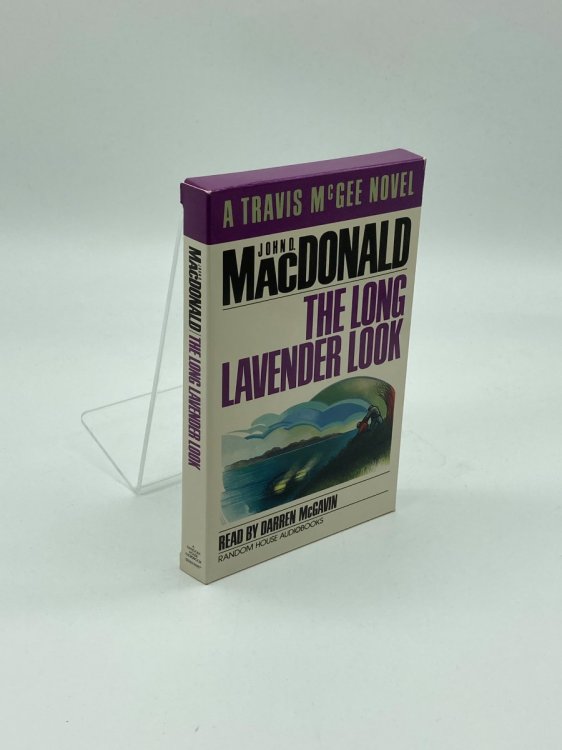 A TRAVIS McGEE NOVEL
JOHN D.
MACDONALD
THE LONG
LAVENDER LOOK
READ BY DARREN McGAVIN
RANDOM HOUSE AUDIOBOOKS
JOHN D.
MACDONALD THE LONG LAVENDER LOOK